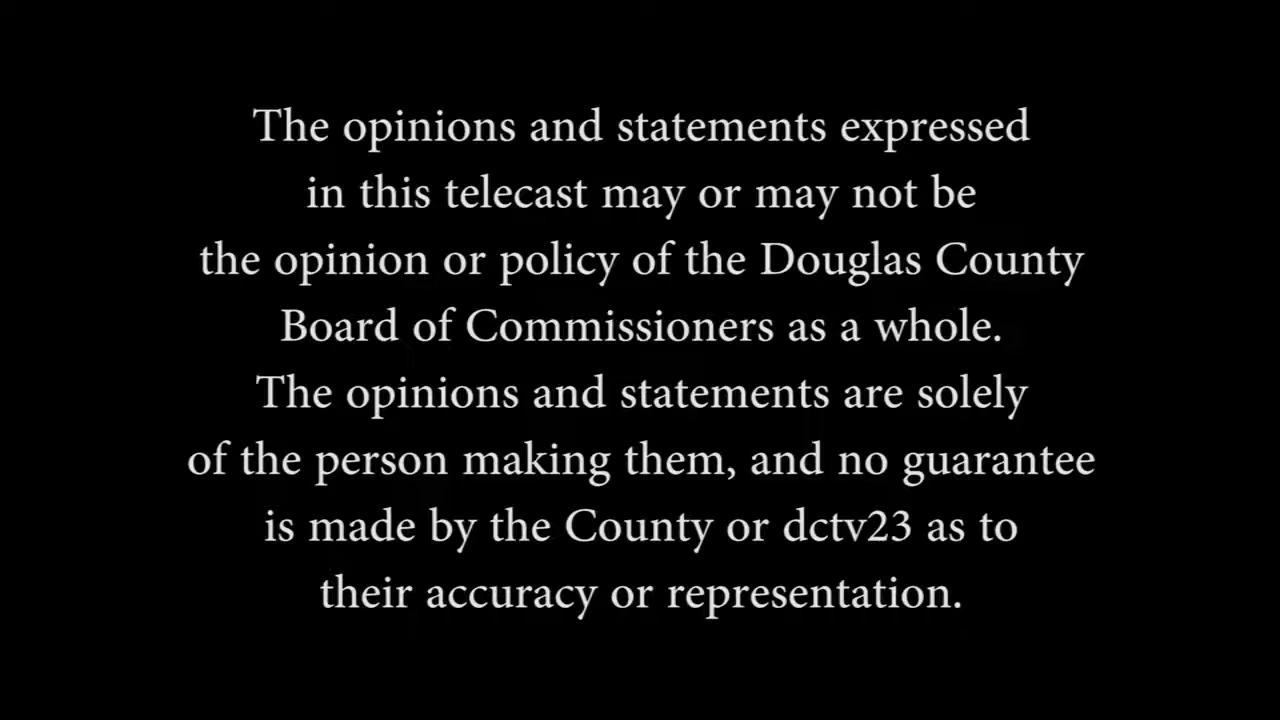 The opinions and statements expressed
in this telecast may or may not be
the opinion or policy of the Douglas County
Board of Commissioners as a whole.
The opinions and statements are solely
of the person making them, and no guarantee
is made by the County or dctv23 as to
their accuracy or representation.